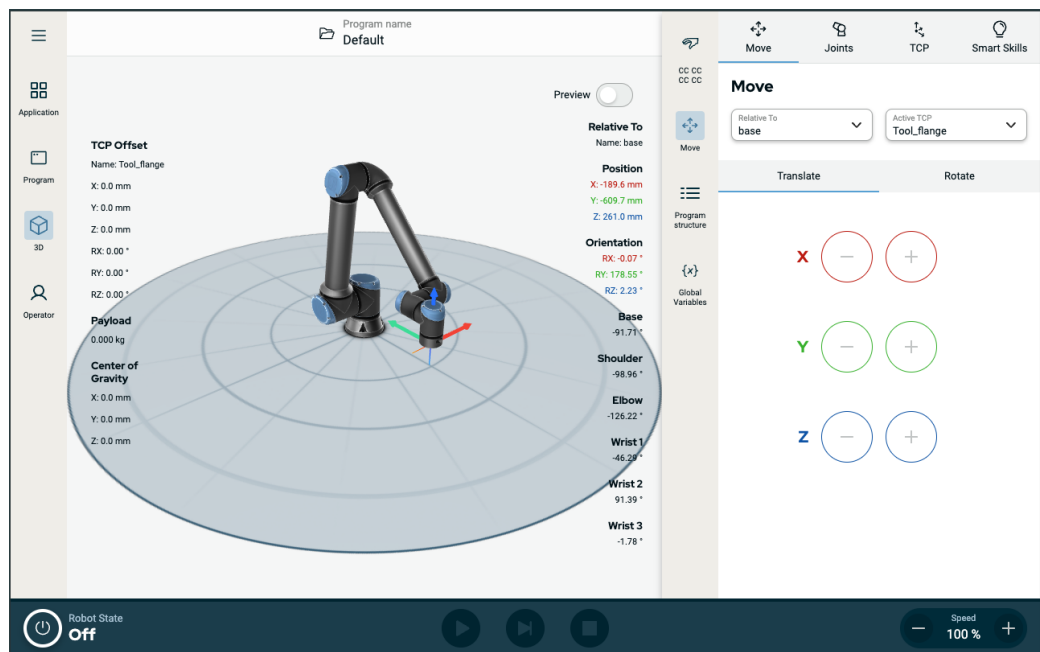 Program name
Default
Application
Program
3D
Operator
TCP Offset
Name: Tool_flange
X: 0.0 mm
Y: 0.0 mm
Z: 0.0 mm
RX: 0.00 °
RY: 0.00 °
RZ: 0.00 °
Payload
0.000 kg
Center of
Gravity
X: 0.0 mm
Y: 0.0 mm
Z: 0.0 mm
Preview
Relative To
Name: base
Position
X: -189.6 mm
Y: -609.7 mm
Z: 261.0 mm
Orientation
RX: -0.07 °
RY: 178.55 °
RZ: 2.23 °
Base
-91.71 °
Shoulder
-98.96 °
Elbow
-126.22 °
Wrist 1
-46.29 °
Wrist 2
91.39 °
Wrist 3
-1.78 °
CC CC
CC CC
Move
Program
structure
{x}
Global
Variables
Move
Joints
TCP
Smart Skills
Move
Relative To
base
Active TCP
Tool_flange
Translate
Rotate
X
Y
Z
Robot State
Off
Speed
100 %